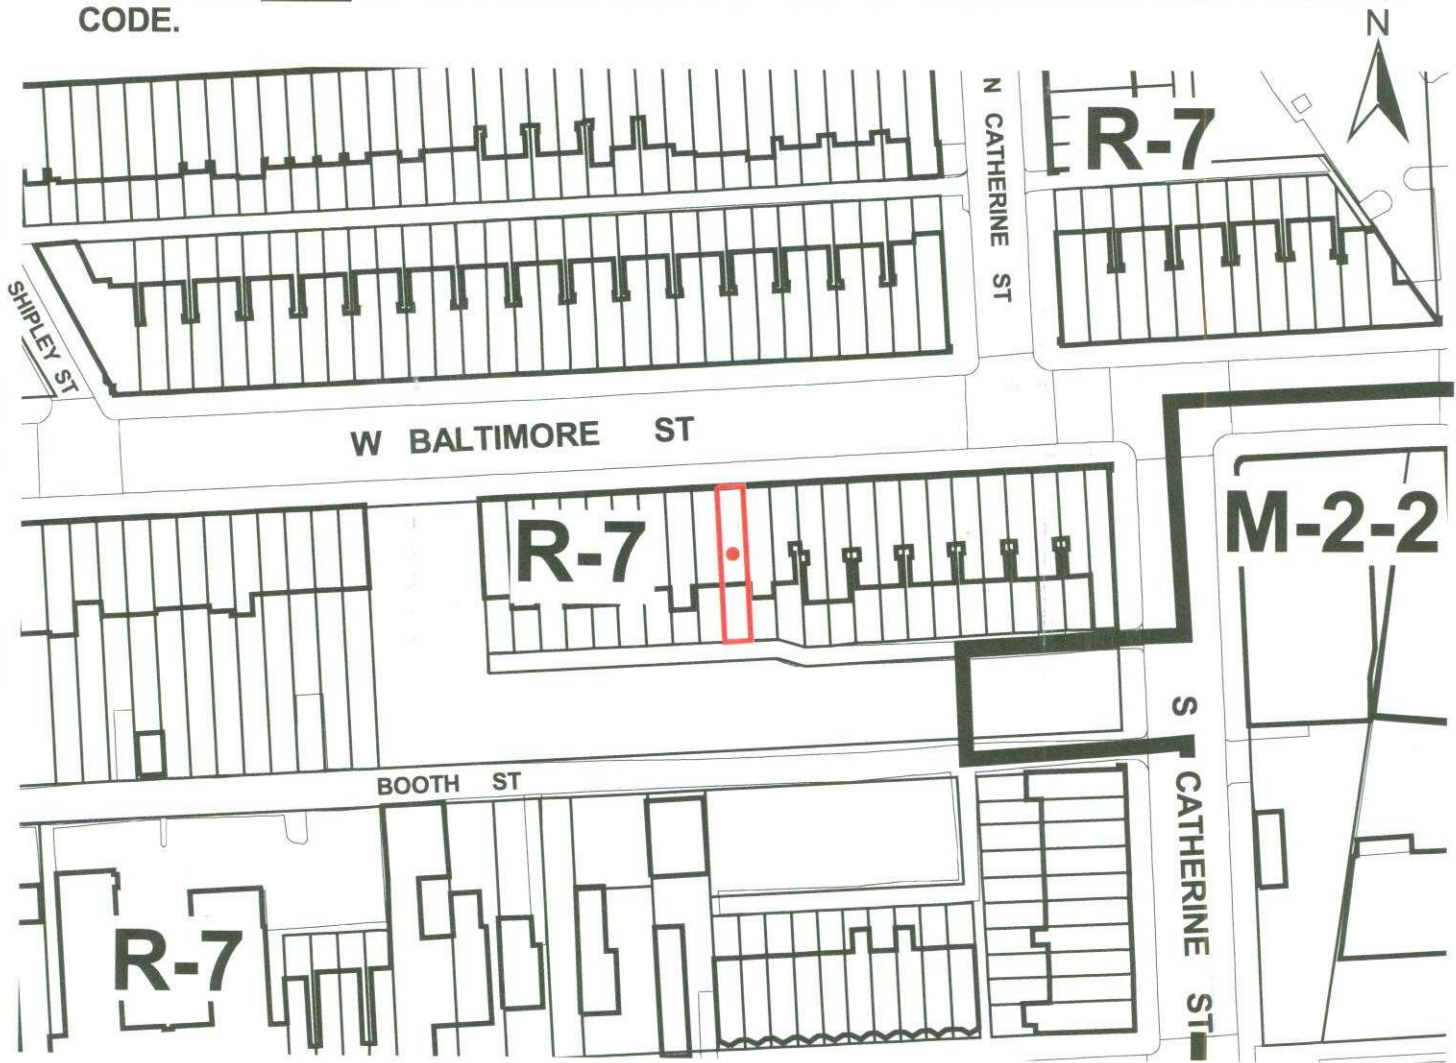 CODE.
N
R-7
N CATHERINE ST
SHIPLEY ST
W BALTIMORE ST
R-7
M-2-2
BOOTH ST
S CATHERINE ST
R-7